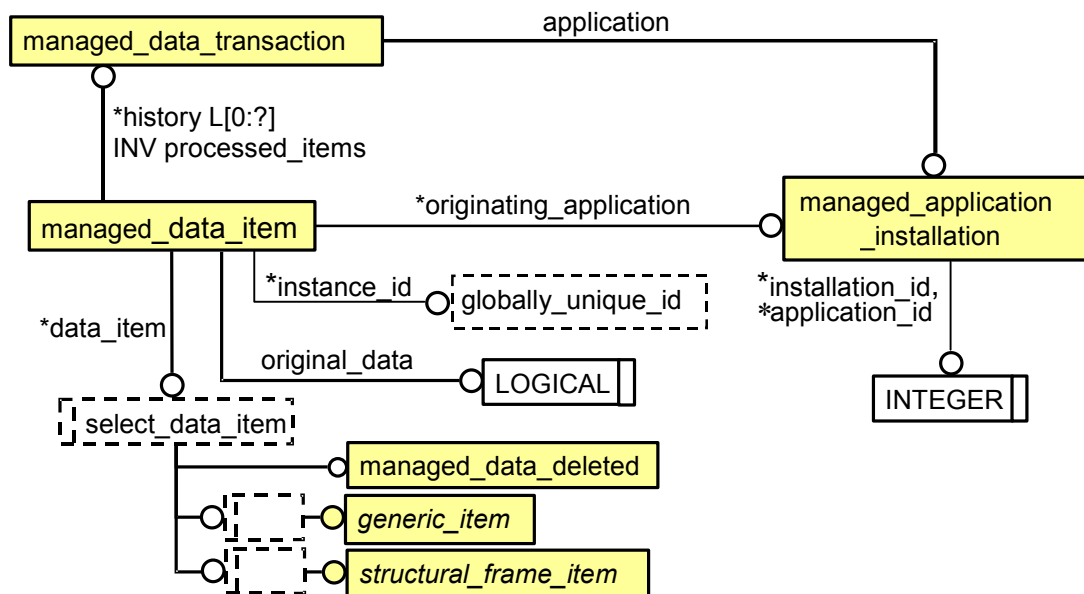 application
managed_data_transaction
*history L[0:?]
INV processed_items
*originating_application
managed_application
_installation
managed_data_item
*instance_id
globally_unique_id
*installation_id,
*application_id
*data_item
original_data
LOGICAL
INTEGER
select_data_item
managed_data_deleted
generic_item
structural_frame_item